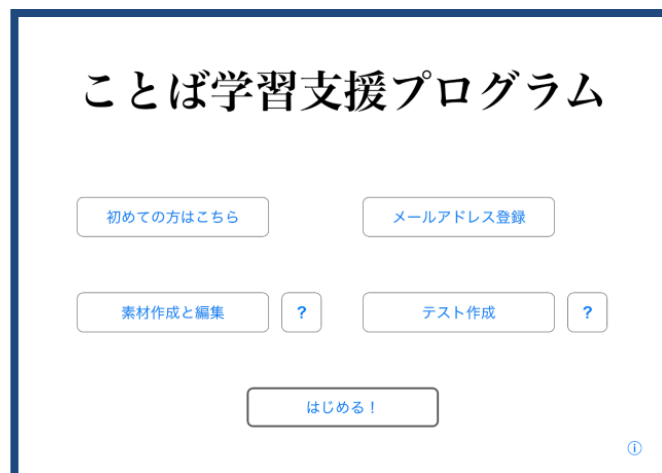 ことば学習支援プログラム
初めての方はこちら
メールアドレス登録
素材作成と編集
?
テスト作成
?
はじめる!